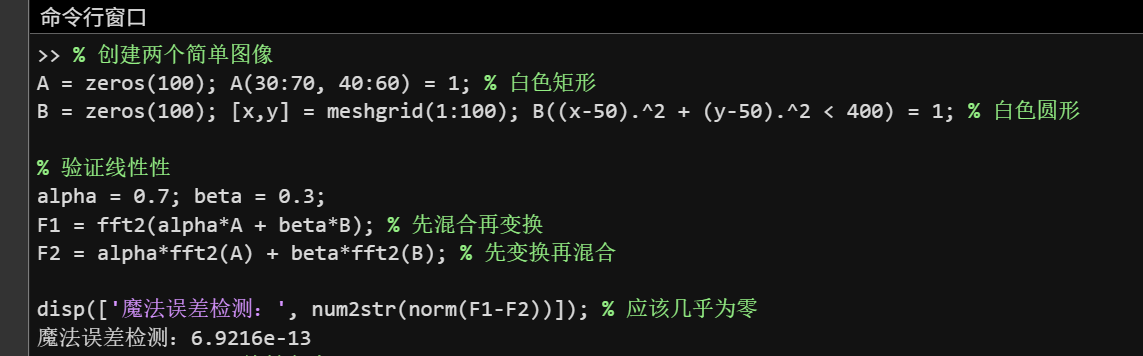 命令行窗口
>> % 创建两个简单图像
A = zeros(100); A(30:70, 40:60) = 1; % 白色矩形
B = zeros(100); [x,y] = meshgrid(1:100); B((x-50).^2 + (y-50).^2 < 400) = 1; % 白色圆形
% 验证线性性
alpha = 0.7; beta = 0.3;
F1 = fft2(alpha*A + beta*B); % 先混合再变换
F2 = alpha*fft2(A) + beta*fft2(B); % 先变换再混合
disp(['魔法误差检测：', num2str(norm(F1-F2))]); % 应该几乎为零
魔法误差检测：6.9216e-13